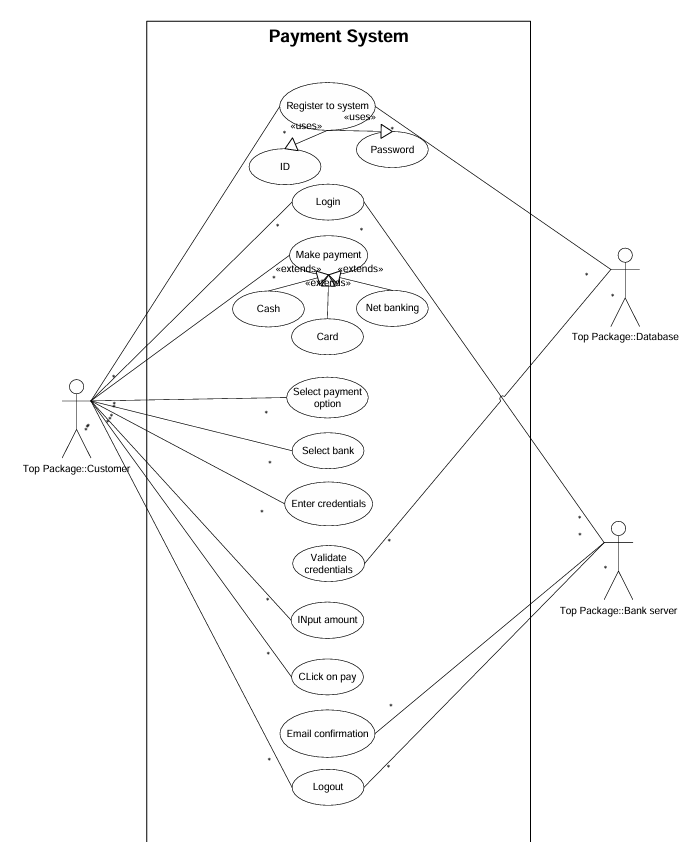 Payment System
Register to system
«uses»
«uses»
Password
ID
Login
Make payment
«extends»
«extends»
«extends»
Cash
Net banking
Card
Top Package::Database
Select payment
option
Top Package::Customer
Select bank
Enter credentials
Validate
credentials
Top Package::Bank server
INput amount
CLick on pay
Email confirmation
Logout